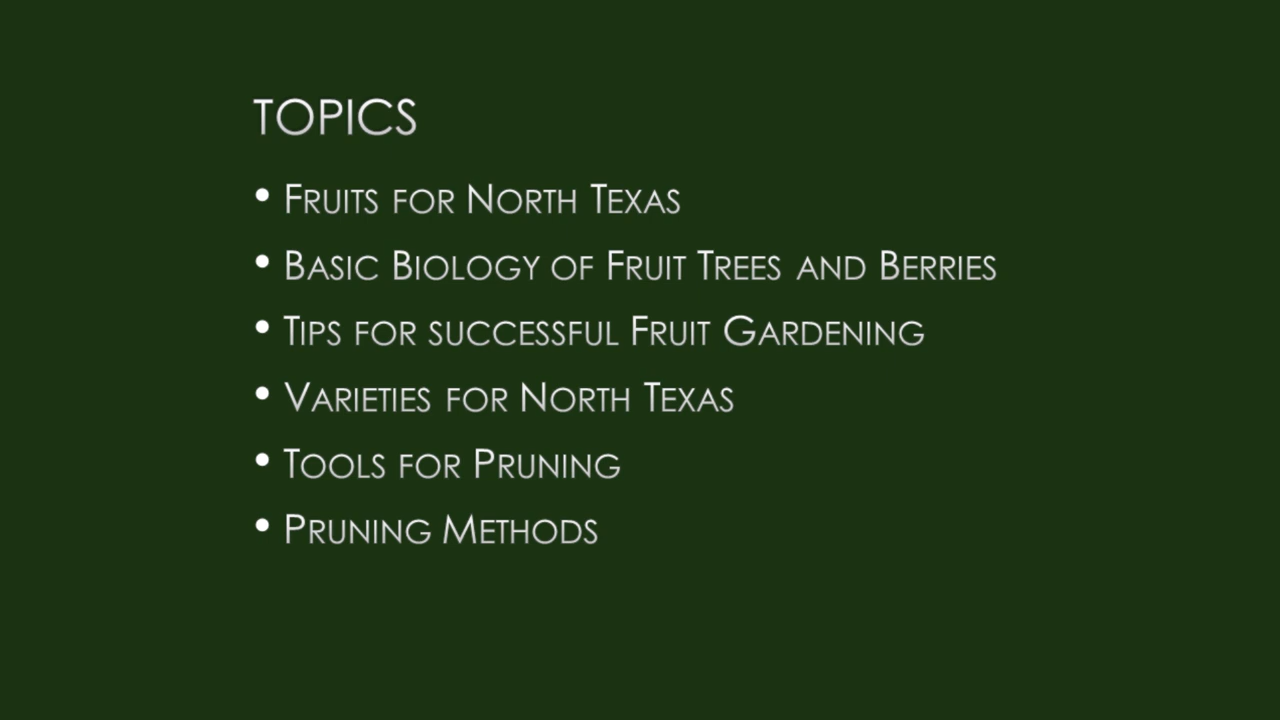 TOPICS
• FRUITS FOR NORTH TEXAS
• BASIC BIOLOGY OF FRUIT TREES AND BERRIES
• TIPS FOR SUCCESSFUL FRUIT GARDENING
• VARIETIES FOR NORTH TEXAS
• TOOLS FOR PRUNING
• PRUNING METHODS